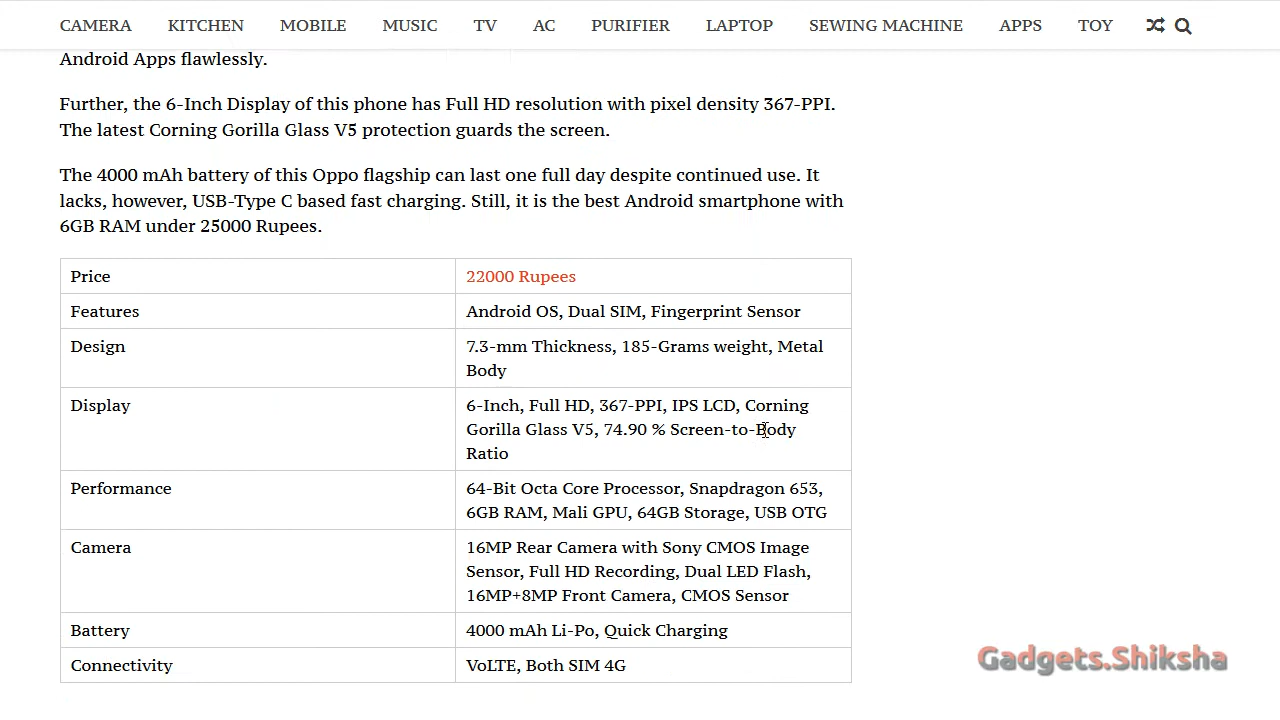 CAMERA KITCHEN MOBILE MUSIC TV AC PURIFIER LAPTOP SEWING MACHINE APPS TOY
Android Apps flawlessly.
Further, the 6-Inch Display of this phone has Full HD resolution with pixel density 367-PPI.
The latest Corning Gorilla Glass V5 protection guards the screen.
The 4000 mAh battery of this Oppo flagship can last one full day despite continued use. It
lacks, however, USB-Type C based fast charging. Still, it is the best Android smartphone with
6GB RAM under 25000 Rupees.
Price 22000 Rupees
Features Android OS, Dual SIM, Fingerprint Sensor
Design 7.3-mm Thickness, 185-Grams weight, Metal
Body
Display 6-Inch, Full HD, 367-PPI, IPS LCD, Corning
Gorilla Glass V5, 74.90 % Screen-to-Body
Ratio
Performance 64-Bit Octa Core Processor, Snapdragon 653,
6GB RAM, Mali GPU, 64GB Storage, USB OTG
Camera 16MP Rear Camera with Sony CMOS Image
Sensor, Full HD Recording, Dual LED Flash,
16MP+8MP Front Camera, CMOS Sensor
Battery 4000 mAh Li-Po, Quick Charging
Connectivity VoLTE, Both SIM 4G
Gadgets.Shiksha